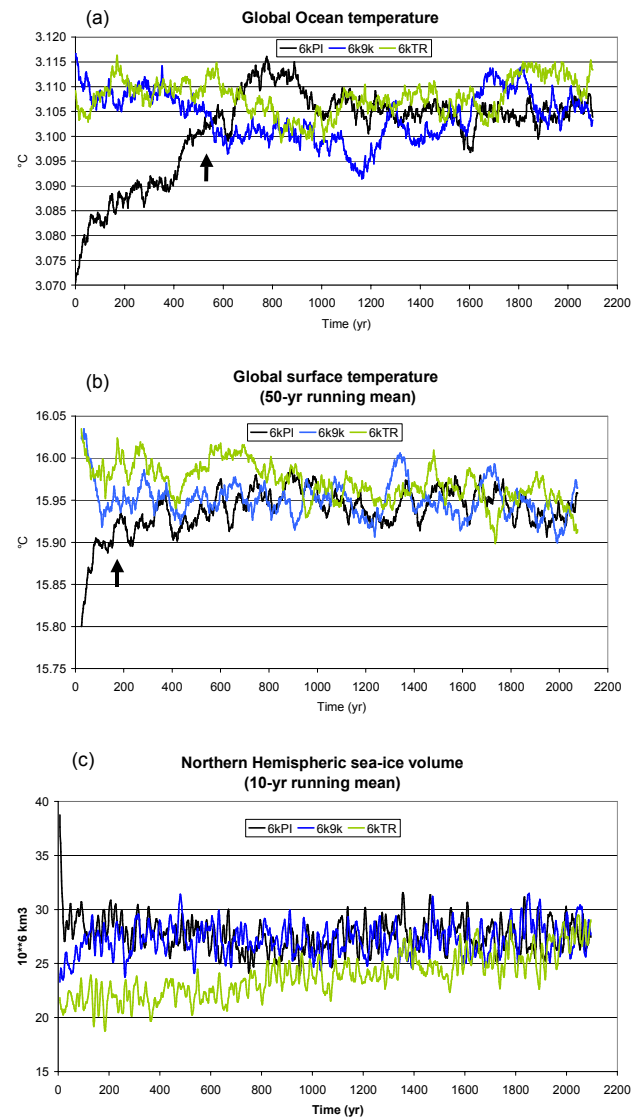 (a)
Global Ocean temperature
6kPI 6k9k 6kTR
3.120
3.115
3.110
3.105
3.100
3.095
3.090
3.085
3.080
3.075
3.070
°C
0 200 400 600 800 1000 1200 1400 1600 1800 2000 2200
Time (yr)
(b)
Global surface temperature
(50-yr running mean)
6kPI 6k9k 6kTR
16.05
16.00
15.95
15.90
15.85
15.80
15.75
°C
0 200 400 600 800 1000 1200 1400 1600 1800 2000 2200
Time (yr)
(c)
Northern Hemispheric sea-ice volume
(10-yr running mean)
6kPI 6k9k 6kTR
40
35
30
25
20
15
10**6 km3
0 200 400 600 800 1000 1200 1400 1600 1800 2000 2200
Time (yr)